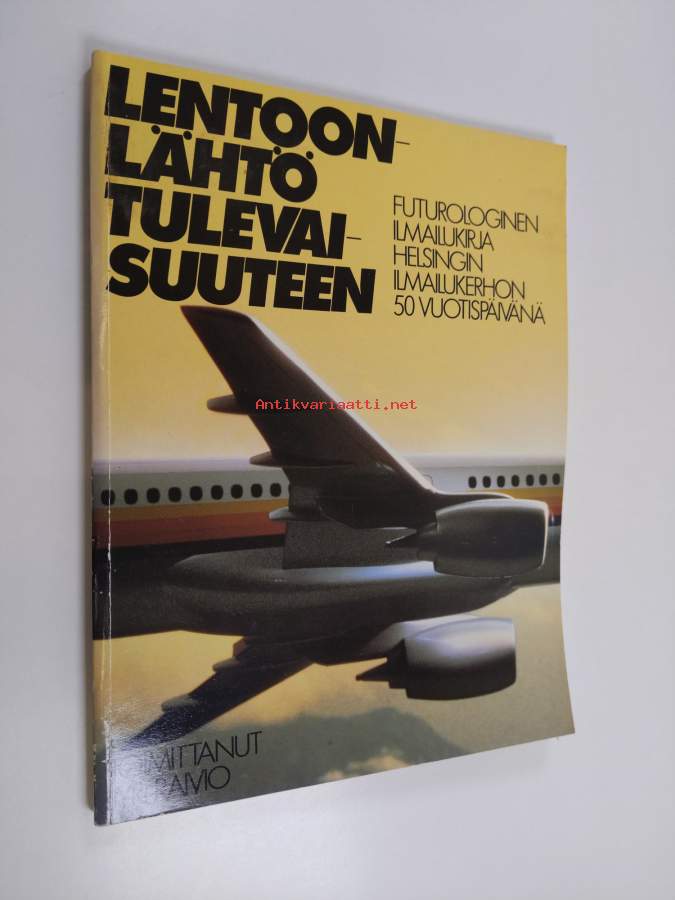 LENTOON-
LÄHTÖ
TULEVAI-
SUUTEEN
FUTUROLOGINEN
ILMAILUKIRJA
HELSINGIN
ILMAILUKERHON
50 VUOTISPÄIVÄNÄ
Antikvariaatti.net
TOIMITTANUT